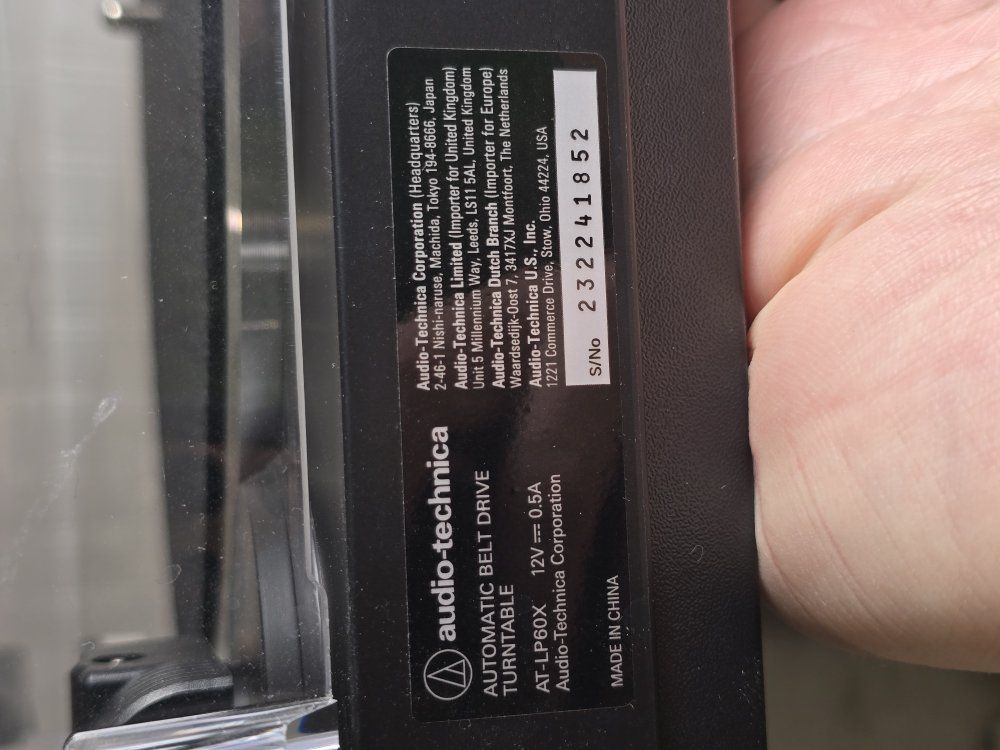 audio-technica
AUTOMATIC BELT DRIVE
TURNTABLE
AT-LP60X 12V ⎓ 0.5A
Audio-Technica Corporation
MADE IN CHINA
Audio-Technica Corporation (Headquarters)
2-46-1 Nishi-naruse, Machida, Tokyo 194-8666, Japan
Audio-Technica Limited (Importer for United Kingdom)
Unit 5 Millennium Way, Leeds, LS11 5AL, United Kingdom
Audio-Technica Dutch Branch (Importer for Europe)
Waardsedijk-Oost 7, 3417XJ Montfoort, The Netherlands
Audio-Technica U.S., Inc.
1221 Commerce Drive, Stow, Ohio 44224, USA
S/No 232241852